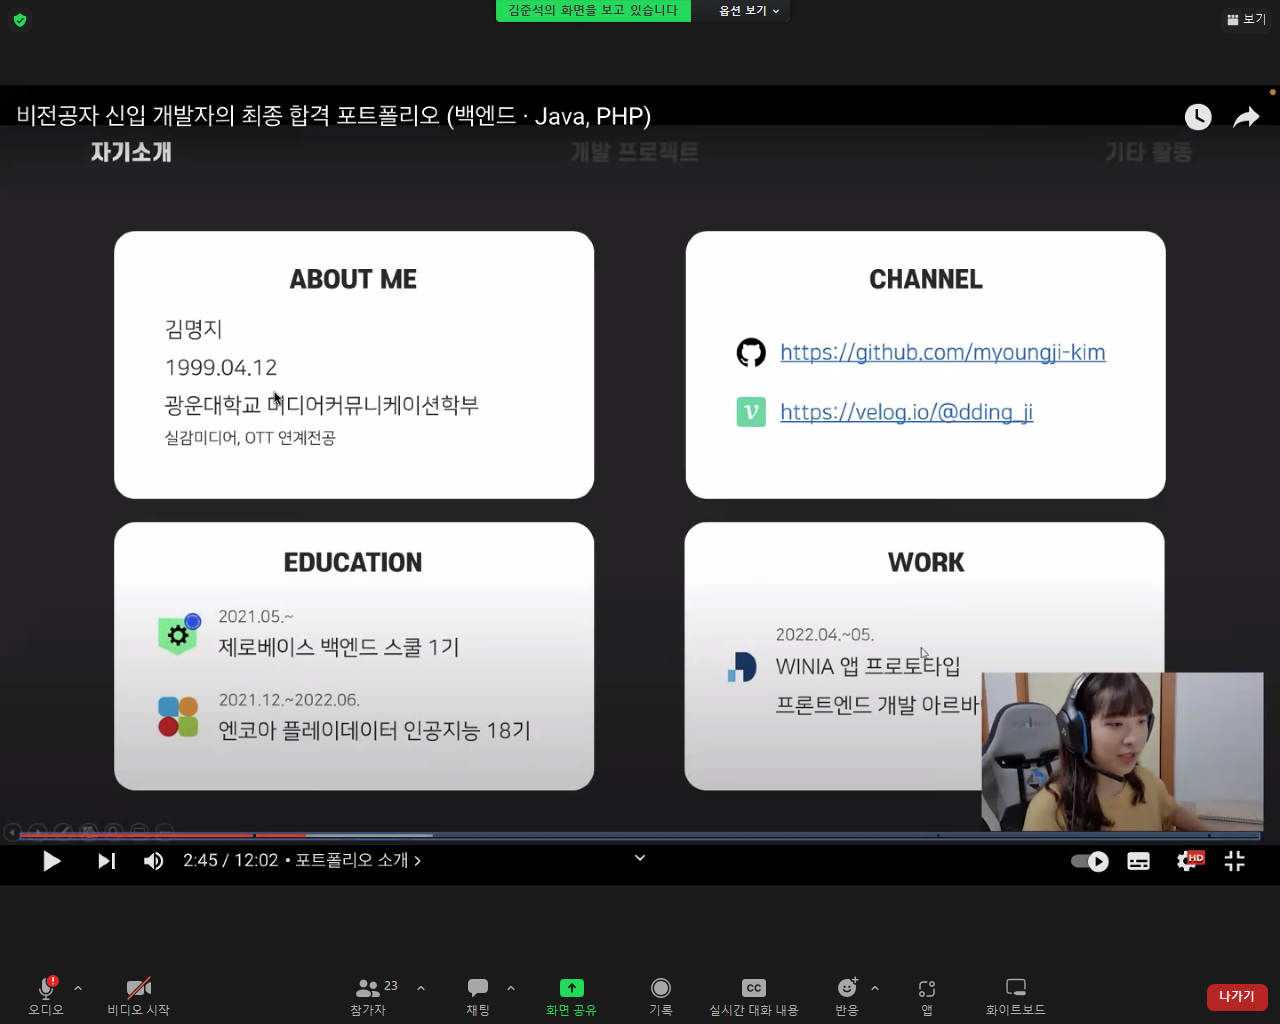 김준석의 화면을 보고 있습니다
옵션 보기
보기
비전공자 신입 개발자의 최종 합격 포트폴리오 (백엔드 · Java, PHP)
자기소개
개발 프로젝트
기타 활동
ABOUT ME
김명지
1999.04.12
광운대학교 미디어커뮤니케이션학부
실감미디어, OTT 연계전공
CHANNEL
https://github.com/myoungji-kim
https://velog.io/@dding_ji
EDUCATION
2021.05.~
제로베이스 백엔드 스쿨 1기
2021.12.~2022.06.
엔코아 플레이데이터 인공지능 18기
WORK
2022.04.~05.
WINIA 앱 프로토타입
프론트엔드 개발 아르바
2:45 / 12:02 • 포트폴리오 소개
HD
오디오
비디오 시작
23
참가자
채팅
화면 공유
기록
CC
실시간 대화 내용
반응
앱
화이트보드
나가기